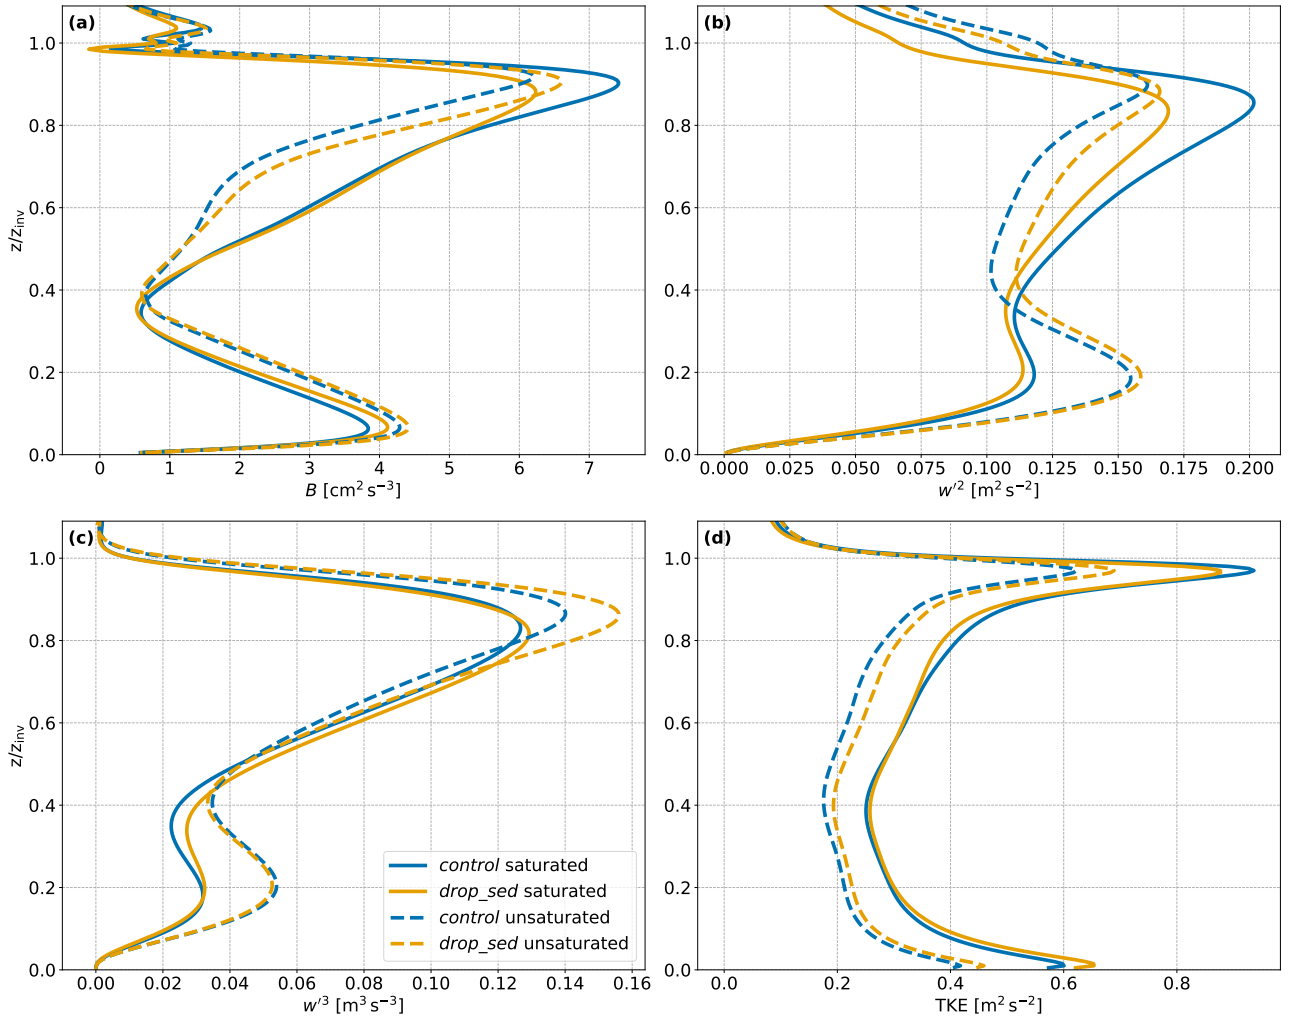 (a)
1.0
0.8
0.6
0.4
0.2
0.0
z/z_inv
0 1 2 3 4 5 6 7
B [cm² s⁻³]
(b)
1.0
0.8
0.6
0.4
0.2
0.0
0.000 0.025 0.050 0.075 0.100 0.125 0.150 0.175 0.200
w′² [m² s⁻²]
(c)
1.0
0.8
0.6
0.4
0.2
0.0
z/z_inv
0.00 0.02 0.04 0.06 0.08 0.10 0.12 0.14 0.16
w′³ [m³ s⁻³]
control saturated
drop_sed saturated
control unsaturated
drop_sed unsaturated
(d)
1.0
0.8
0.6
0.4
0.2
0.0
0.0 0.2 0.4 0.6 0.8
TKE [m² s⁻²]